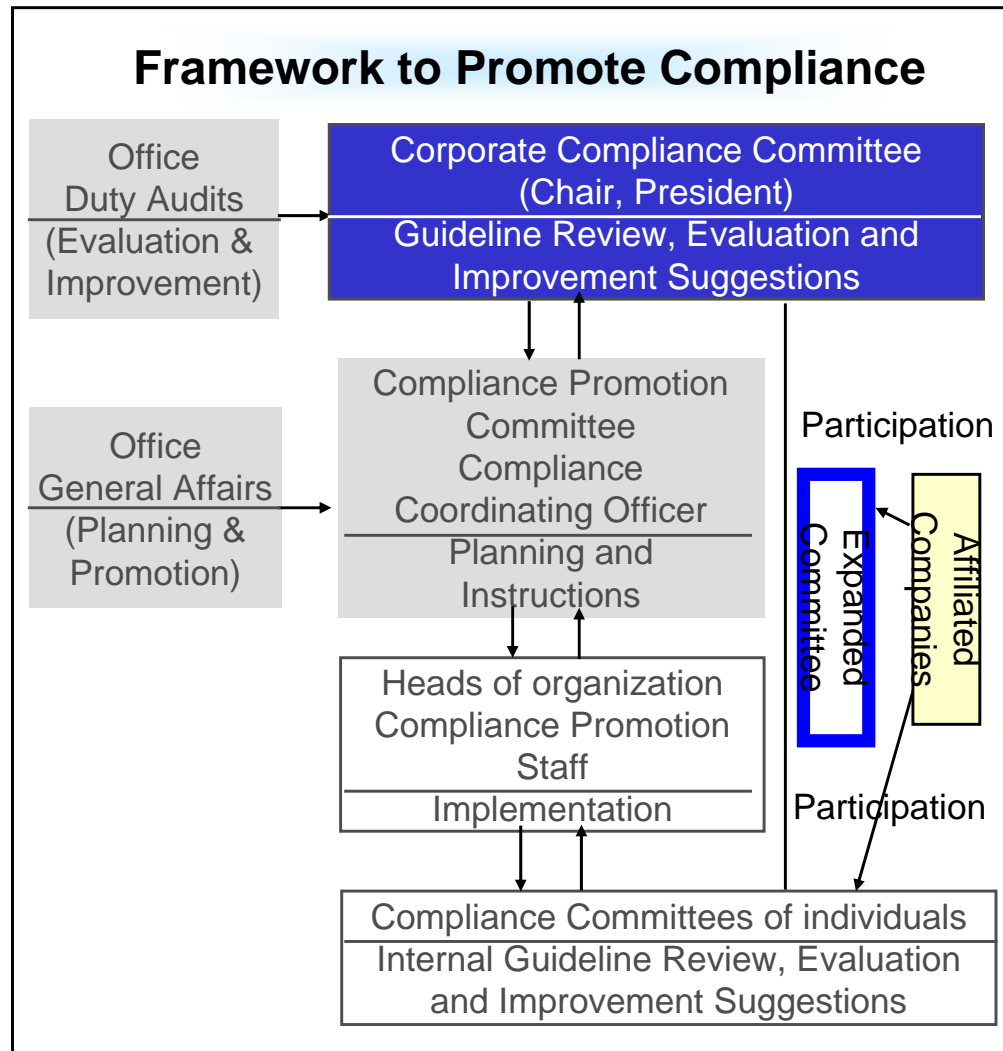 Framework to Promote Compliance
Office
Duty Audits
(Evaluation &
Improvement)
Corporate Compliance Committee
(Chair, President)
Guideline Review, Evaluation and
Improvement Suggestions
Office
General Affairs
(Planning &
Promotion)
Compliance Promotion
Committee
Compliance
Coordinating Officer
Planning and
Instructions
Participation
Expanded
Committee
Affiliated
Companies
Heads of organization
Compliance Promotion
Staff
Implementation
Participation
Compliance Committees of individuals
Internal Guideline Review, Evaluation
and Improvement Suggestions